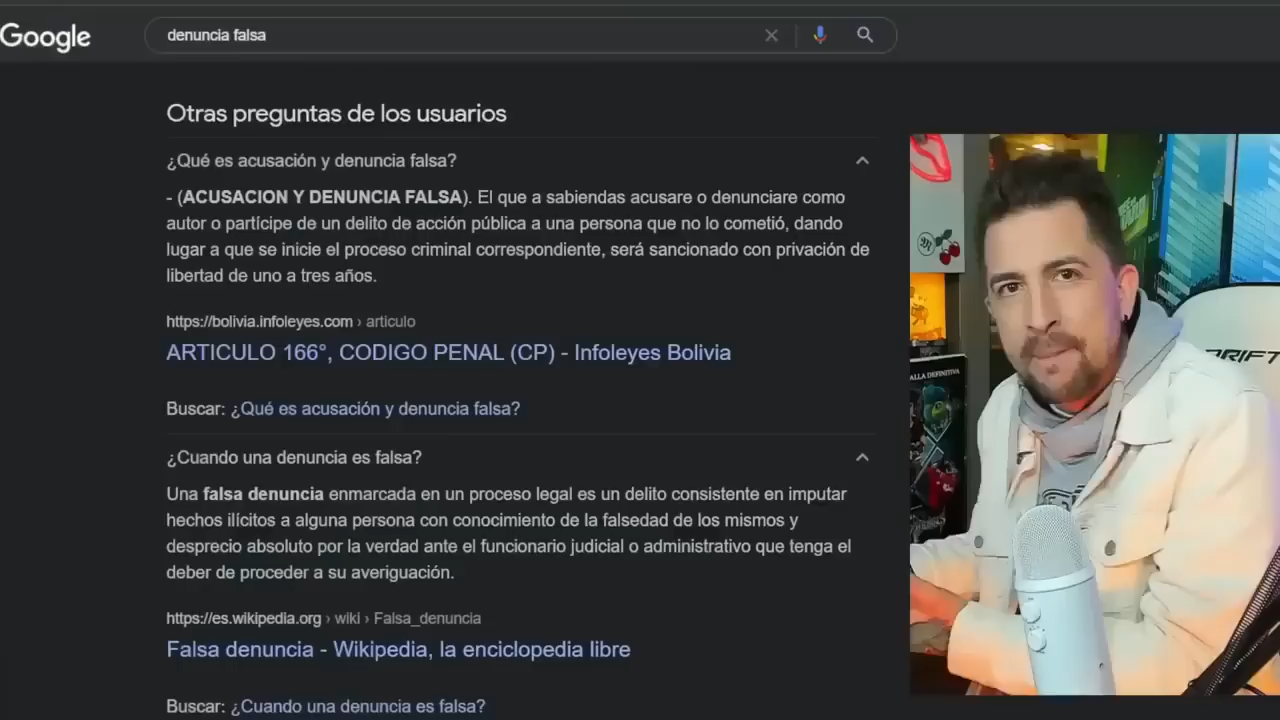 Google
denuncia falsa
Otras preguntas de los usuarios
¿Qué es acusación y denuncia falsa?
- (ACUSACION Y DENUNCIA FALSA). El que a sabiendas acusare o denunciare como
autor o partícipe de un delito de acción pública a una persona que no lo cometió, dando
lugar a que se inicie el proceso criminal correspondiente, será sancionado con privación de
libertad de uno a tres años.
https://bolivia.infoleyes.com › articulo
ARTICULO 166°, CODIGO PENAL (CP) - Infoleyes Bolivia
Buscar: ¿Qué es acusación y denuncia falsa?
¿Cuando una denuncia es falsa?
Una falsa denuncia enmarcada en un proceso legal es un delito consistente en imputar
hechos ilícitos a alguna persona con conocimiento de la falsedad de los mismos y
desprecio absoluto por la verdad ante el funcionario judicial o administrativo que tenga el
deber de proceder a su averiguación.
https://es.wikipedia.org › wiki › Falsa_denuncia
Falsa denuncia - Wikipedia, la enciclopedia libre
Buscar: ¿Cuando una denuncia es falsa?
ALLA DEFINITIVA
DRIFT